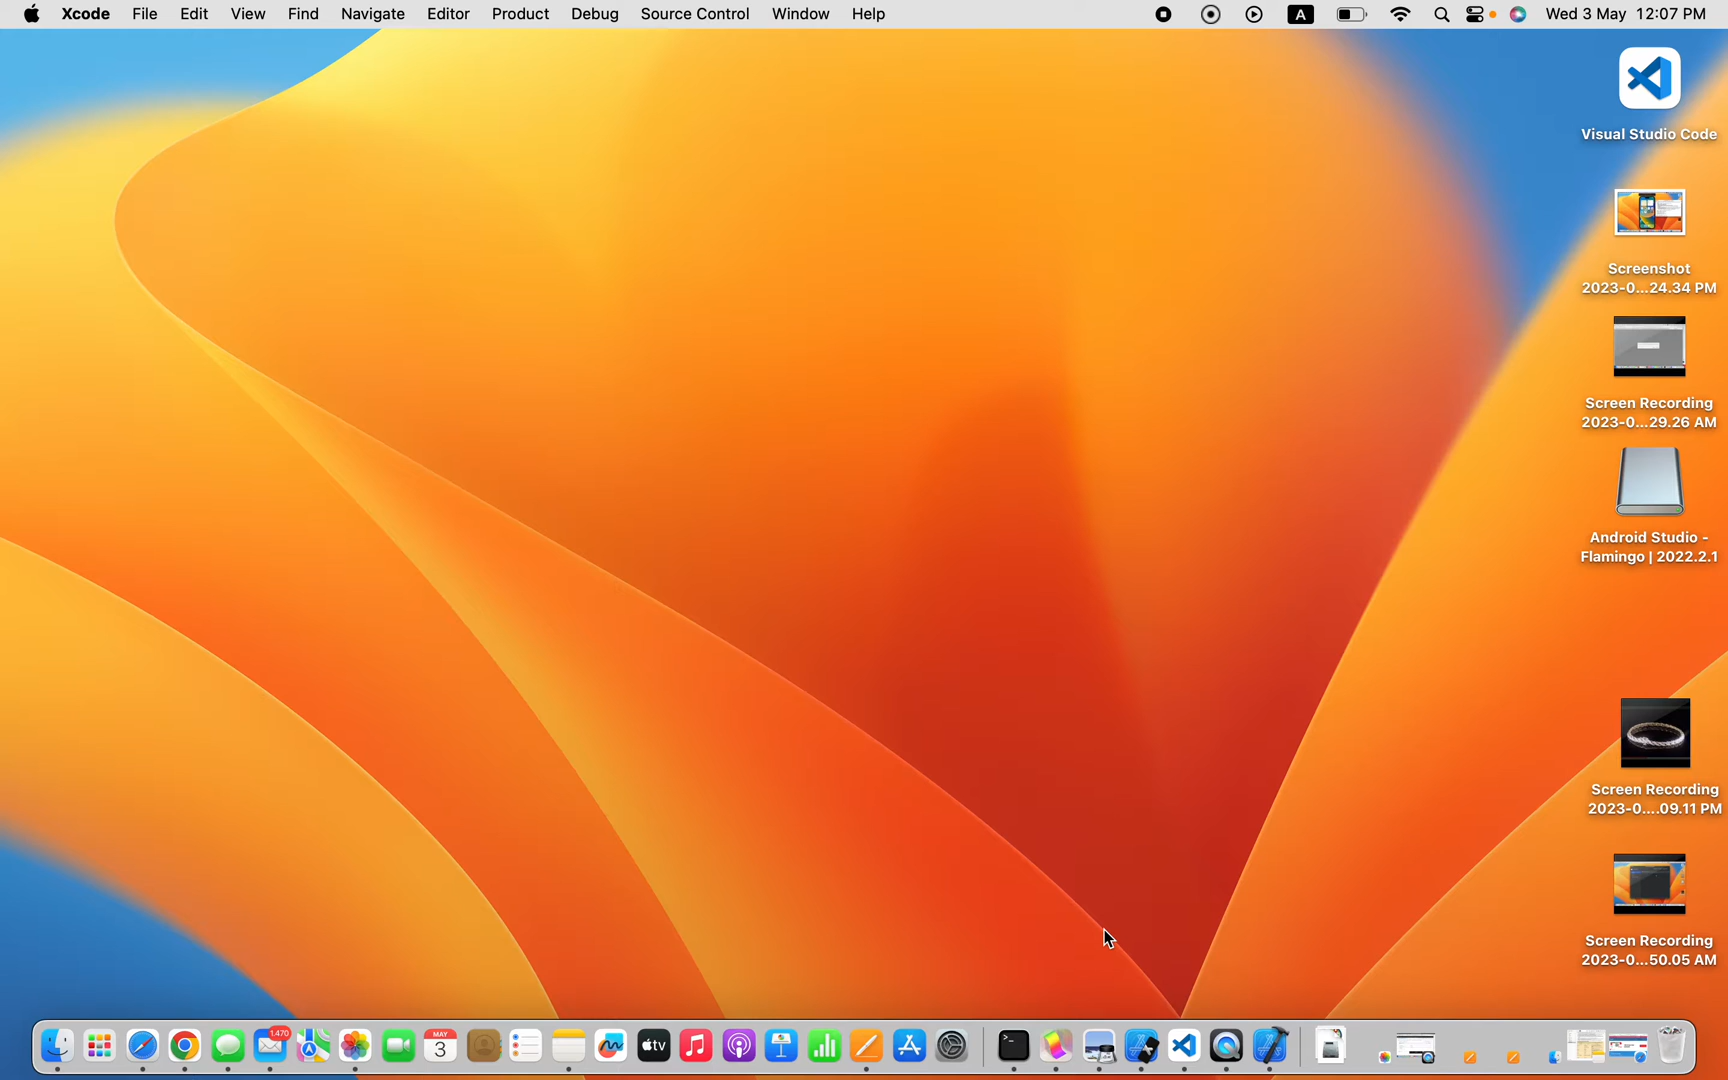 Xcode File Edit View Find Navigate Editor Product Debug Source Control Window Help A Wed 3 May 12:07 PM
Visual Studio Code
Screenshot
2023-0...24.34 PM
Screen Recording
2023-0...29.26 AM
Android Studio -
Flamingo | 2022.2.1
Screen Recording
2023-0....09.11 PM
Screen Recording
2023-0...50.05 AM
1,470
MAY
3
tv
>_